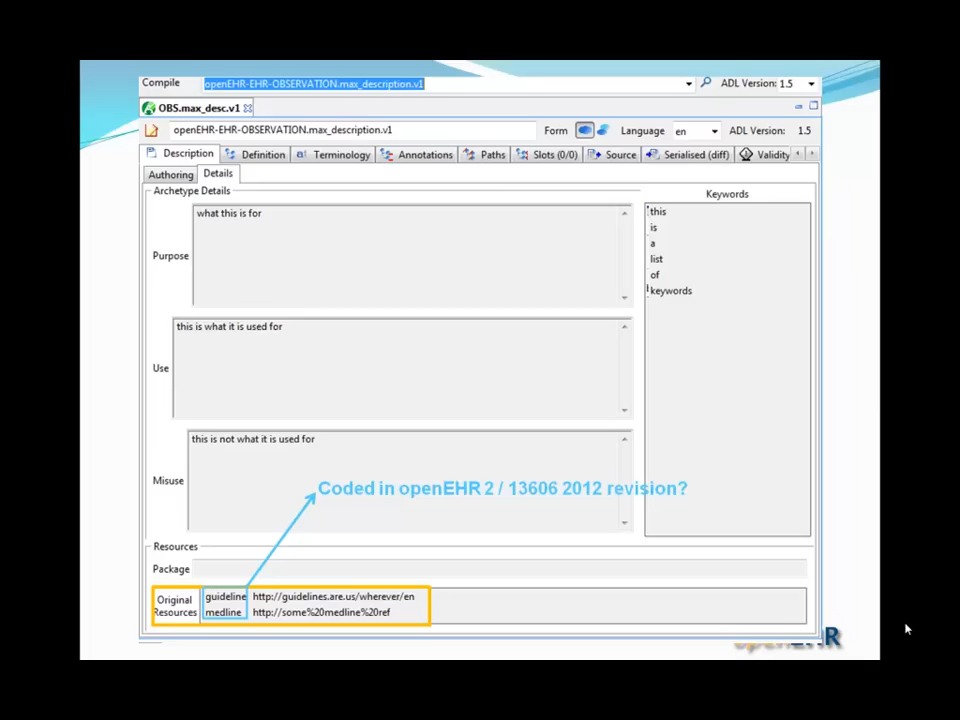 Compile openEHR-EHR-OBSERVATION.max_description.v1 ADL Version: 1.5
OBS.max_desc.v1
openEHR-EHR-OBSERVATION.max_description.v1 Form Language en ADL Version: 1.5
Description Definition Terminology Annotations Paths Slots (0/0) Source Serialised (diff) Validity
Authoring Details
Archetype Details
Keywords
Purpose
what this is for
this
is
a
list
of
keywords
Use
this is what it is used for
Misuse
this is not what it is used for
Coded in openEHR 2 / 13606 2012 revision?
Resources
Package
Original
Resources
guideline http://guidelines.are.us/wherever/en
medline http://some%20medline%20ref
openEHR